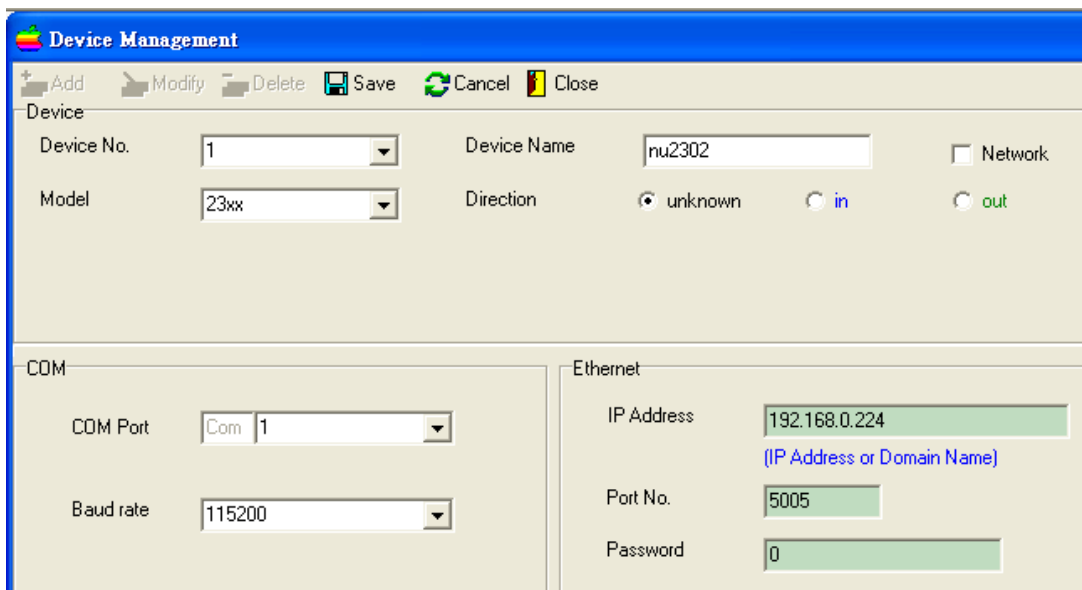 Device Management
Add Modify Delete Save Cancel Close
Device
Device No. 1 Device Name nu2302 Network
Model 23xx Direction unknown in out
COM
COM Port Com 1
Baud rate 115200
Ethernet
IP Address 192.168.0.224
(IP Address or Domain Name)
Port No. 5005
Password 0